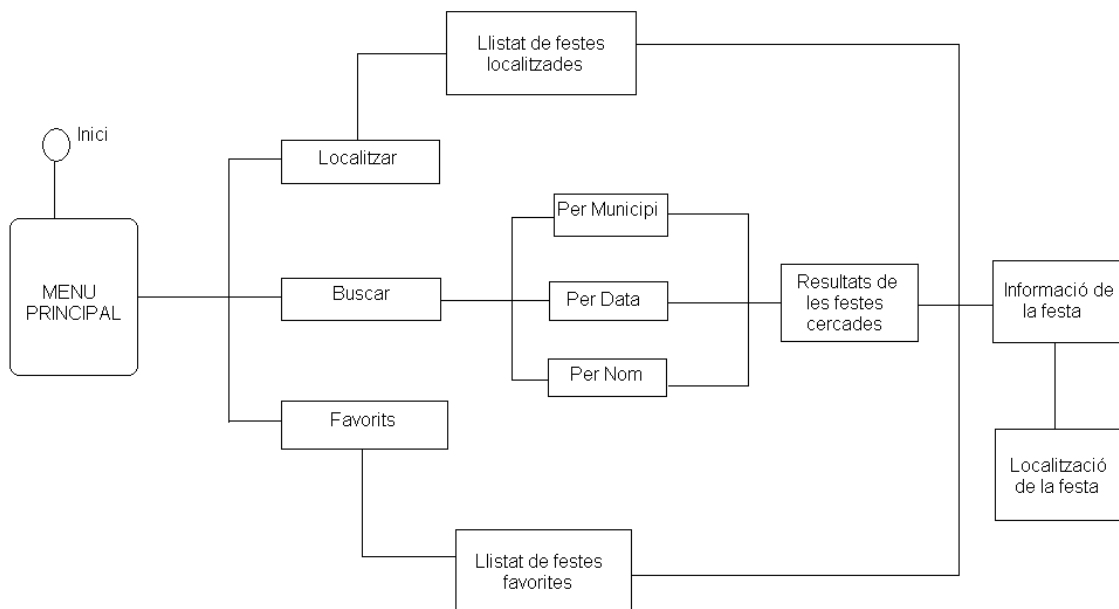 Llistat de festes
localitzades
Inici
Localitzar
Per Municipi
MENU
PRINCIPAL
Buscar
Per Data
Resultats de
les festes
cercades
Informació de
la festa
Per Nom
Favorits
Localització
de la festa
Llistat de festes
favorites